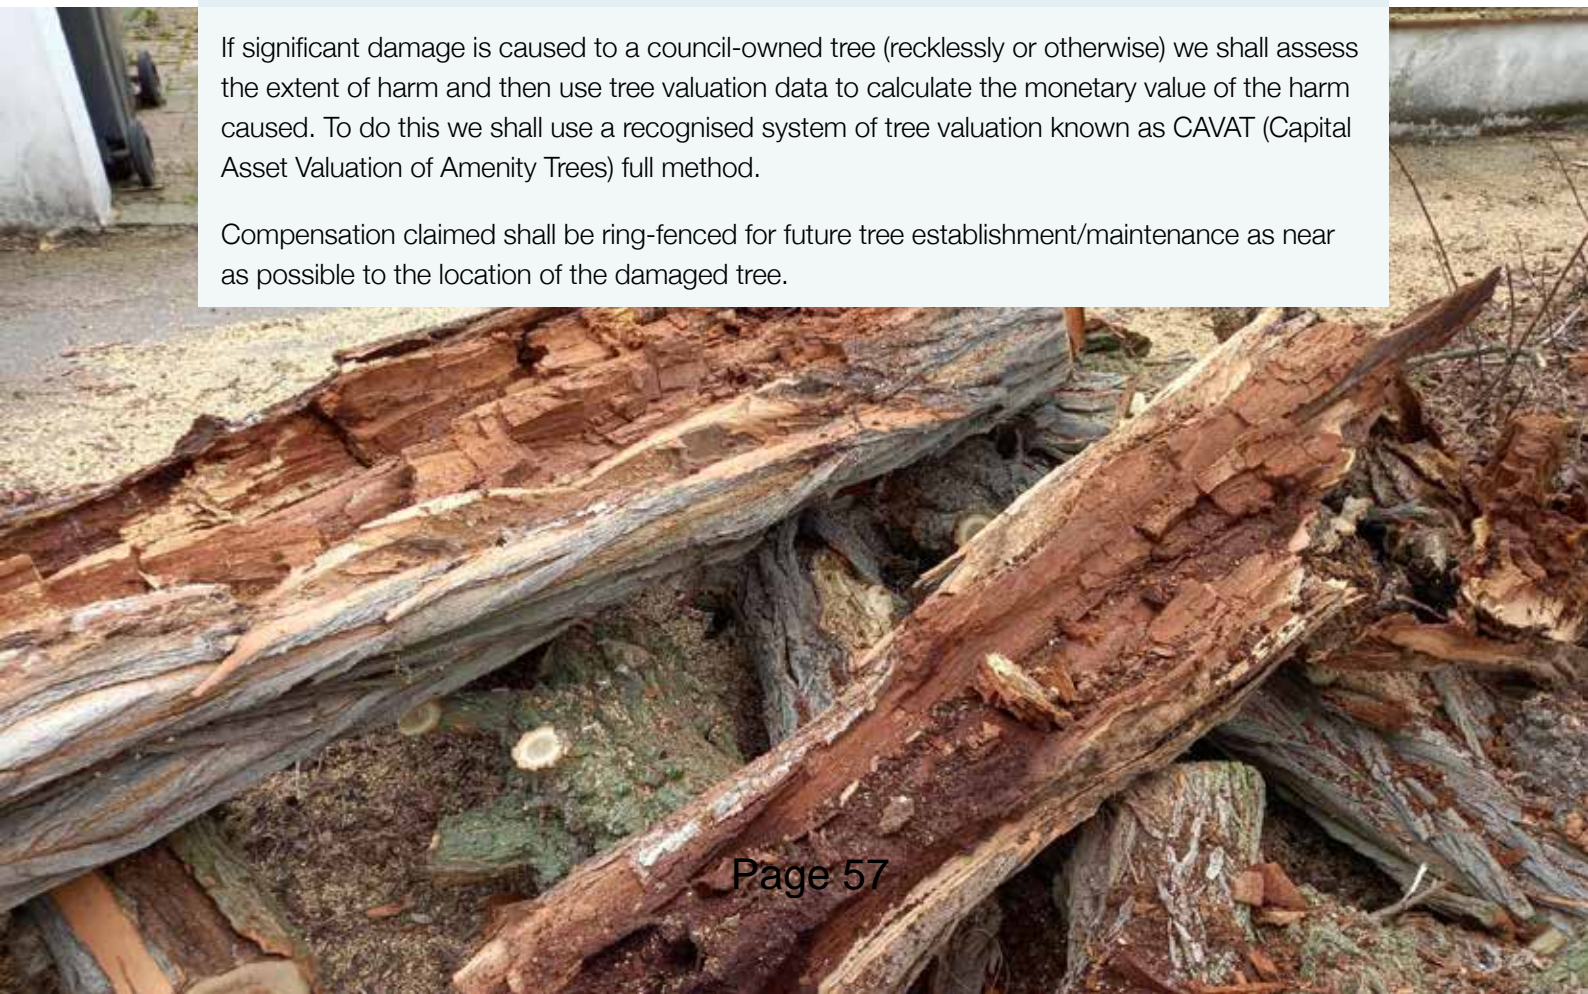 If significant damage is caused to a council-owned tree (recklessly or otherwise) we shall assess
the extent of harm and then use tree valuation data to calculate the monetary value of the harm
caused. To do this we shall use a recognised system of tree valuation known as CAVAT (Capital
Asset Valuation of Amenity Trees) full method.
Compensation claimed shall be ring-fenced for future tree establishment/maintenance as near
as possible to the location of the damaged tree.
Page 57